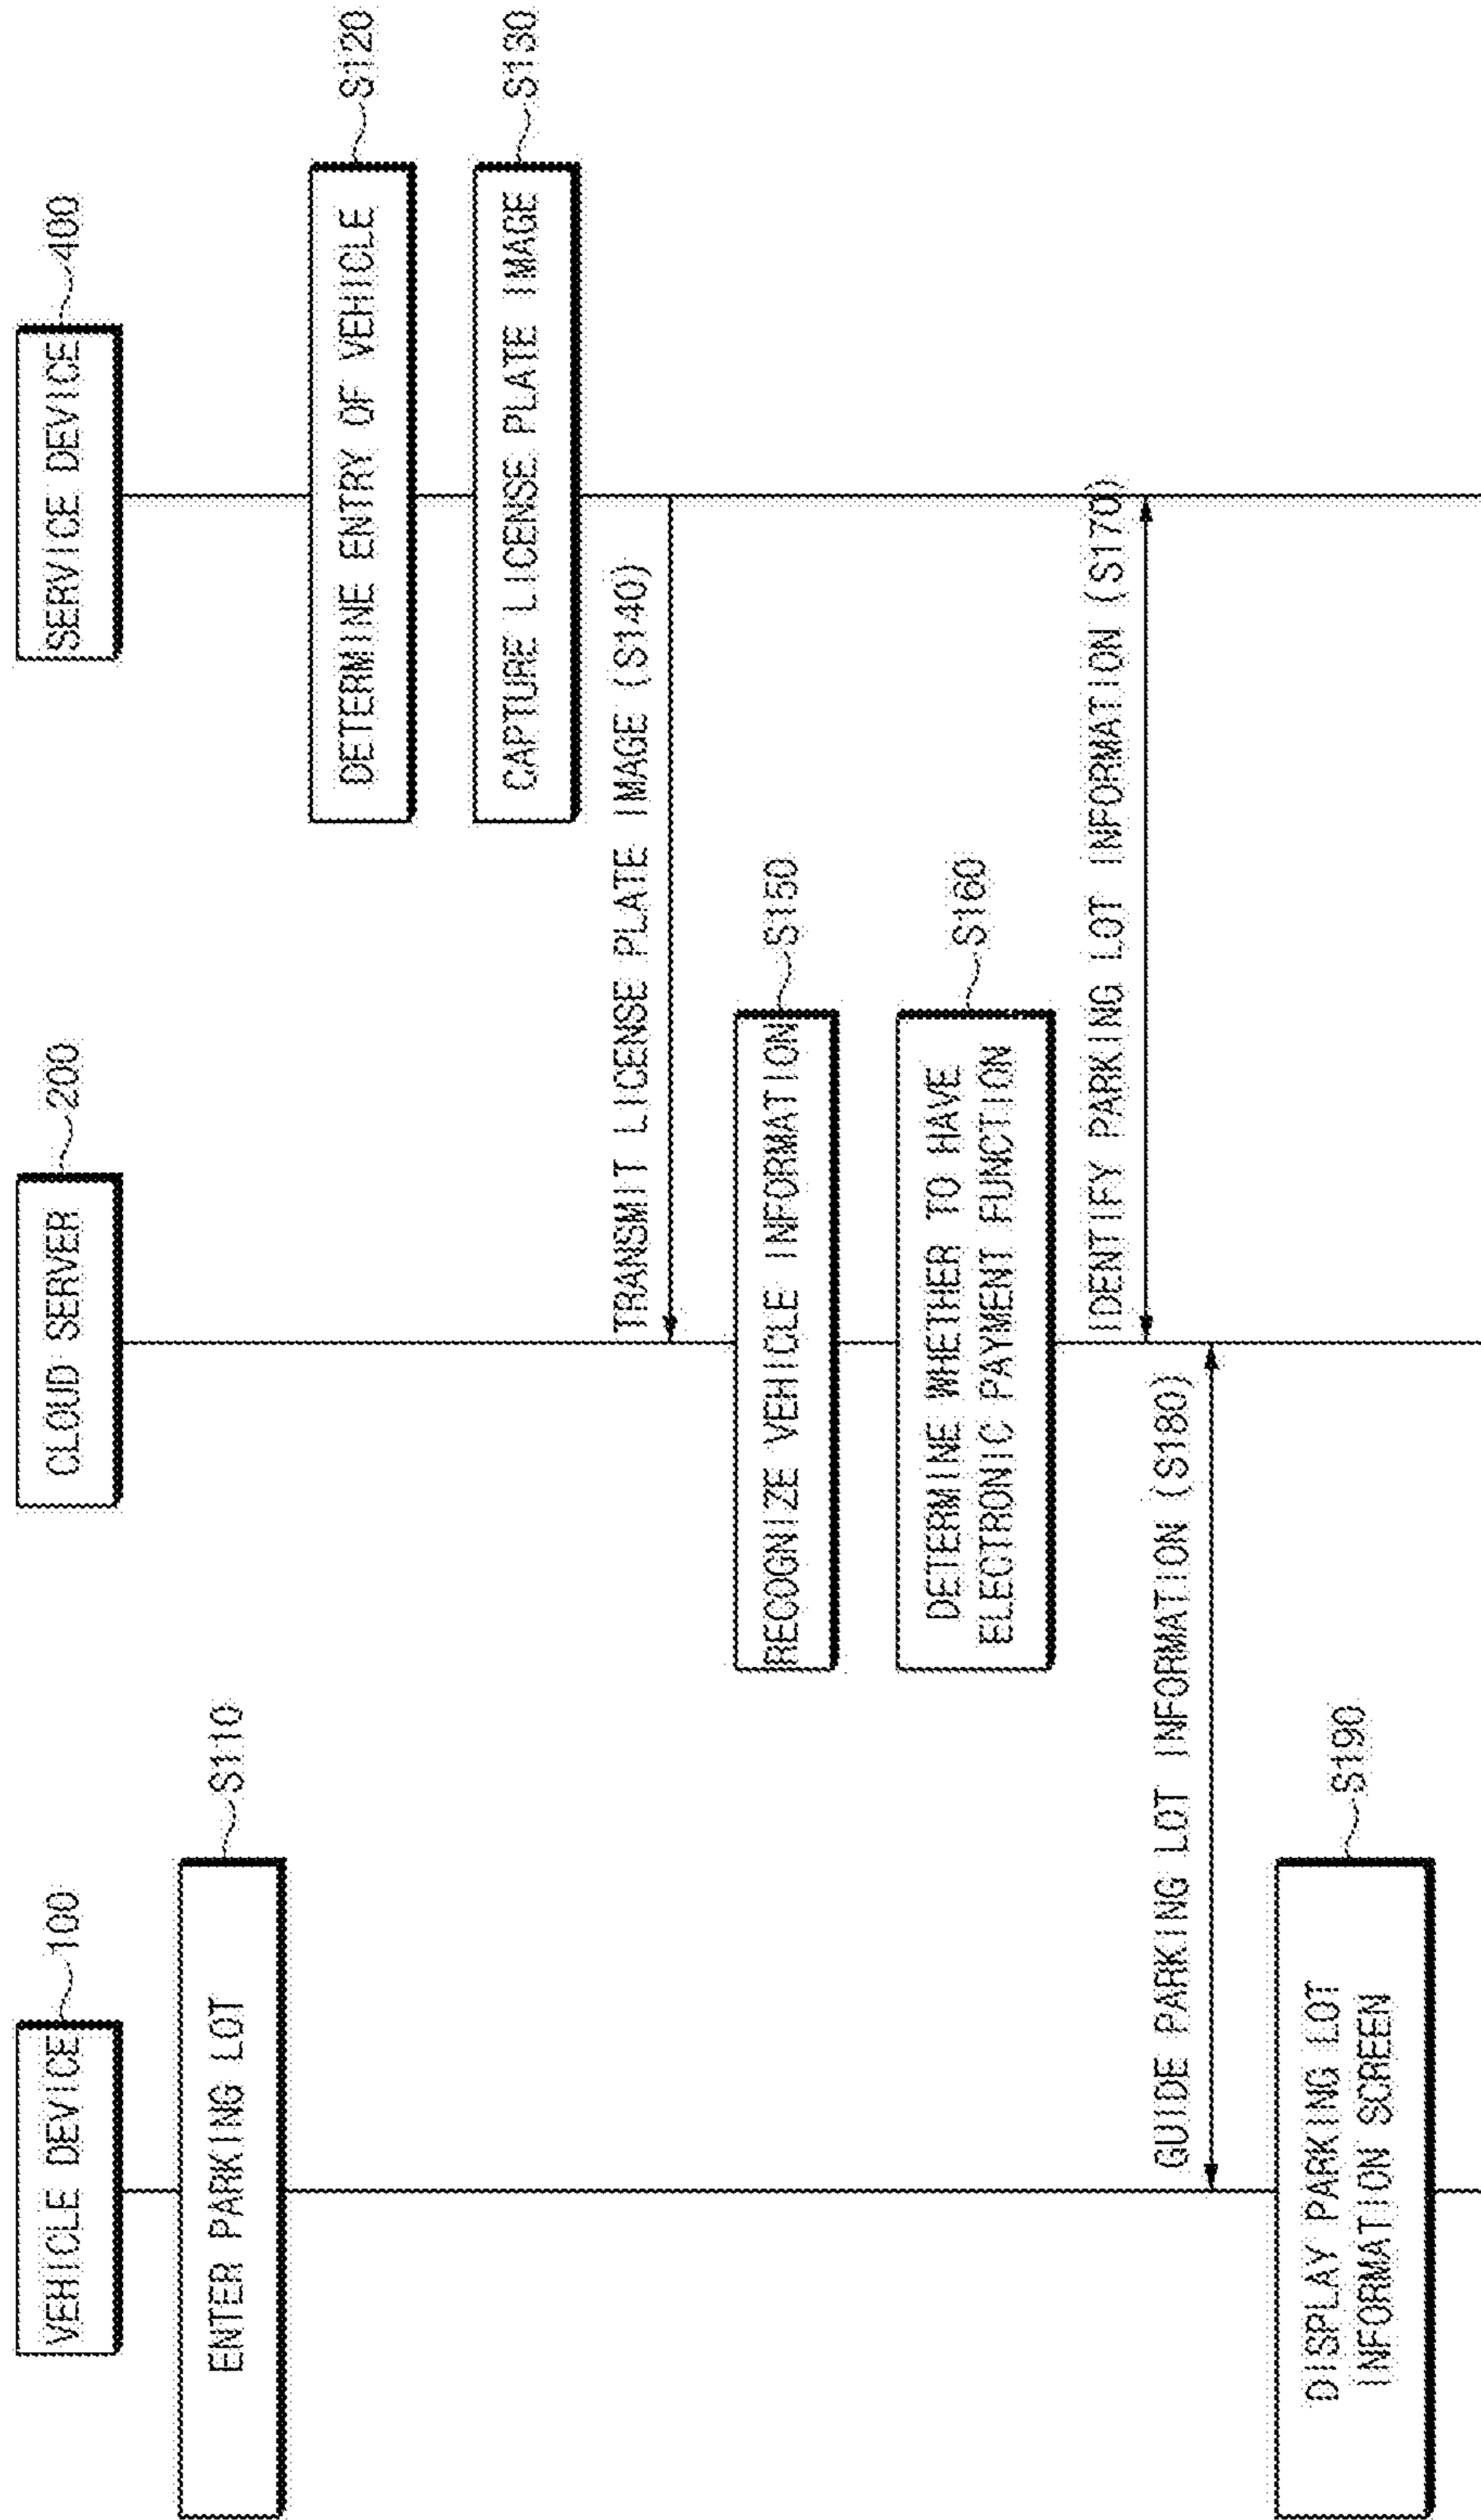 VEHICLE DEVICE
100
CLOUD SERVER
200
SERVICE DEVICE
400
ENTER PARKING LOT
S110
DETERMINE ENTRY OF VEHICLE
S120
CAPTURE LICENSE PLATE IMAGE
S130
TRANSMIT LICENSE PLATE IMAGE (S140)
RECOGNIZE VEHICLE INFORMATION
S150
DETERMINE WHETHER TO HAVE
ELECTRONIC PAYMENT FUNCTION
S160
IDENTIFY PARKING LOT INFORMATION (S170)
GUIDE PARKING LOT INFORMATION (S180)
DISPLAY PARKING LOT
INFORMATION SCREEN
S190